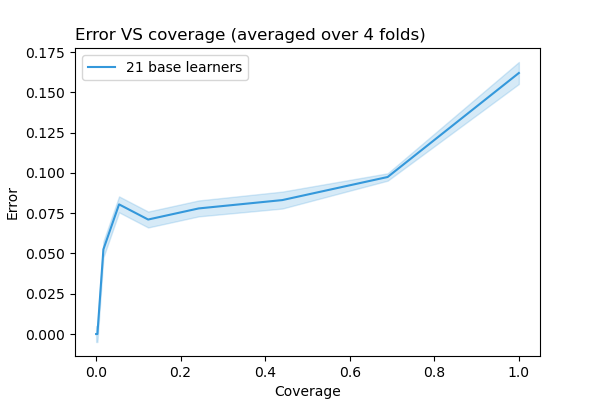 Error VS coverage (averaged over 4 folds)
21 base learners
0.175
0.150
0.125
0.100
0.075
0.050
0.025
0.000
Error
0.0 0.2 0.4 0.6 0.8 1.0
Coverage